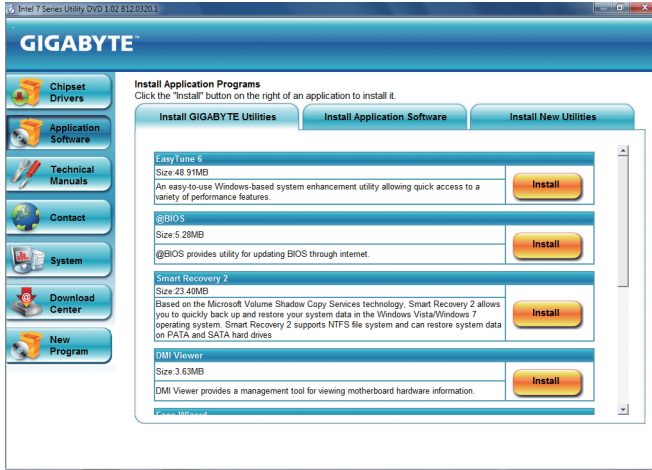 Intel 7 Series Utility DVD 1.02 B12.0320.1
GIGABYTE™
Chipset
Drivers
Application
Software
Technical
Manuals
Contact
System
Download
Center
New
Program
Install Application Programs
Click the "Install" button on the right of an application to install it.
Install GIGABYTE Utilities
Install Application Software
Install New Utilities
EasyTune 6
Size:48.91MB
An easy-to-use Windows-based system enhancement utility allowing quick access to a
variety of performance features.
Install
@BIOS
Size:5.28MB
@BIOS provides utility for updating BIOS through internet.
Install
Smart Recovery 2
Size:23.40MB
Based on the Microsoft Volume Shadow Copy Services technology, Smart Recovery 2 allows
you to quickly back up and restore your system data in the Windows Vista/Windows 7
operating system. Smart Recovery 2 supports NTFS file system and can restore system data
on PATA and SATA hard drives
Install
DMI Viewer
Size:3.63MB
DMI Viewer provides a management tool for viewing motherboard hardware information.
Install